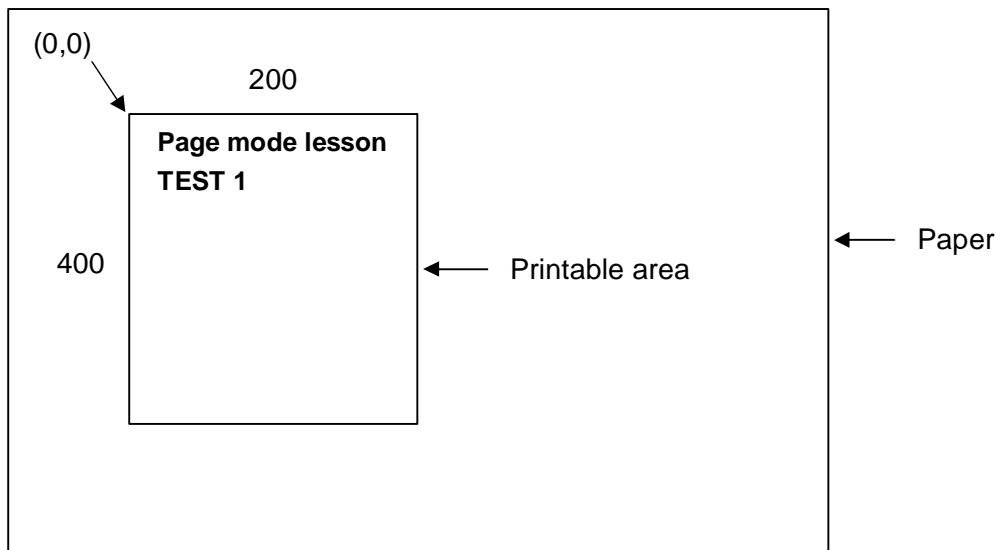 (0,0)
200
Page mode lesson
TEST 1
400
Printable area
Paper